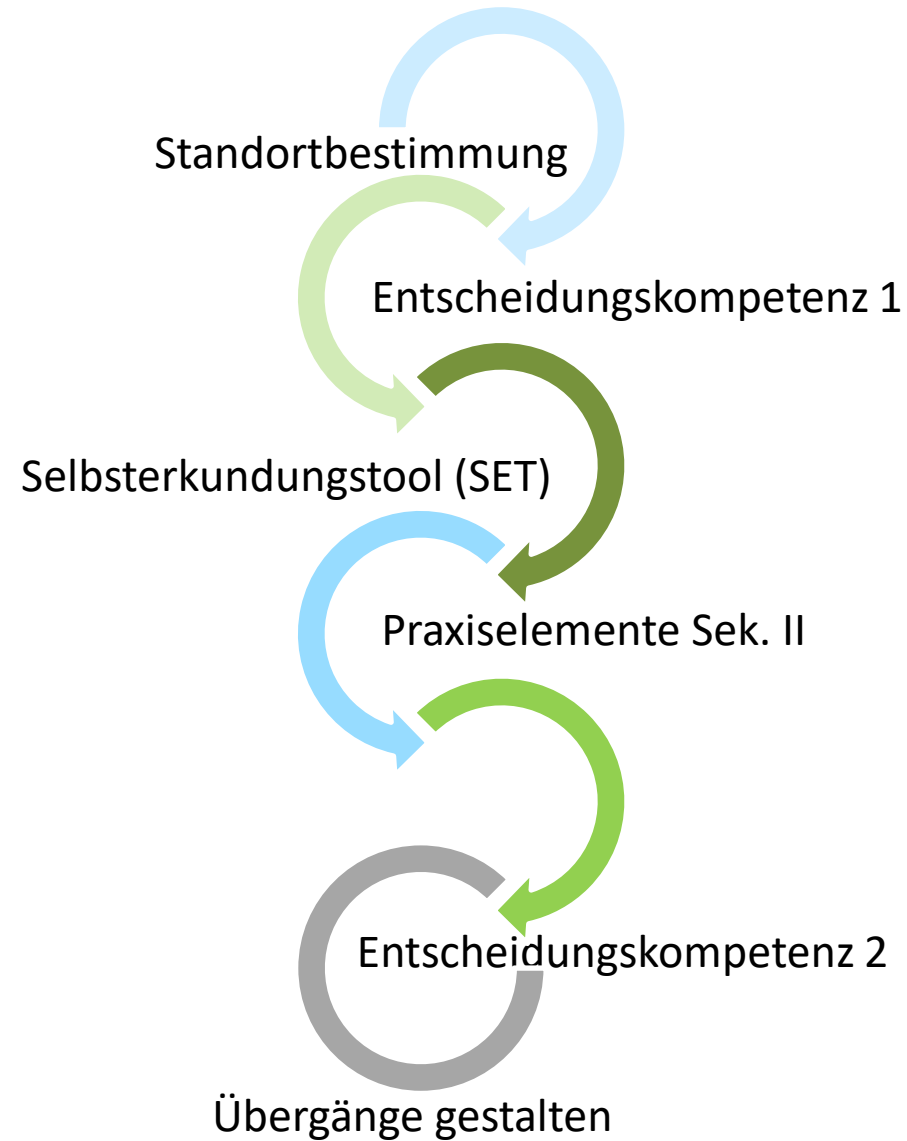 Standortbestimmung
Entscheidungskompetenz 1
Selbsterkundungstool (SET)
Praxiselemente Sek. II
Entscheidungskompetenz 2
Übergänge gestalten